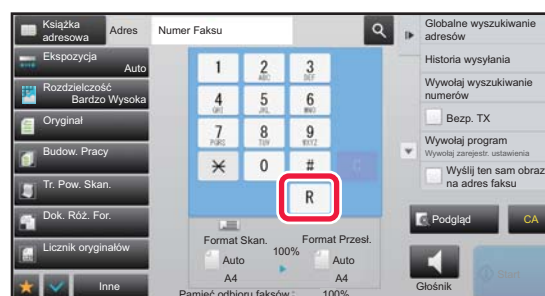 Książka
adresowa
Adres
Numer Faksu
Ekspozycja
Auto
Rozdzielczość
Bardzo Wysoka
Oryginał
Budow. Pracy
Tr. Pow. Skan.
Dok. Róż. For.
Licznik oryginałów
Inne
1
2
ABC
3
DEF
4
GHI
5
JKL
6
MNO
7
PQRS
8
TUV
9
WXYZ
0
#
C
R
Format Skan.
100%
Format Przesł.
Auto
A4
Auto
A4
Pamięć odbioru faksów :
100%
Globalne wyszukiwanie
adresów
Historia wysyłania
Wywołaj wyszukiwanie
numerów
Bezp. TX
Wywołaj program
Wywołaj zarejestr. ustawienia
Wyślij ten sam obraz
na adres faksu
Podgląd
CA
Głośnik
Start